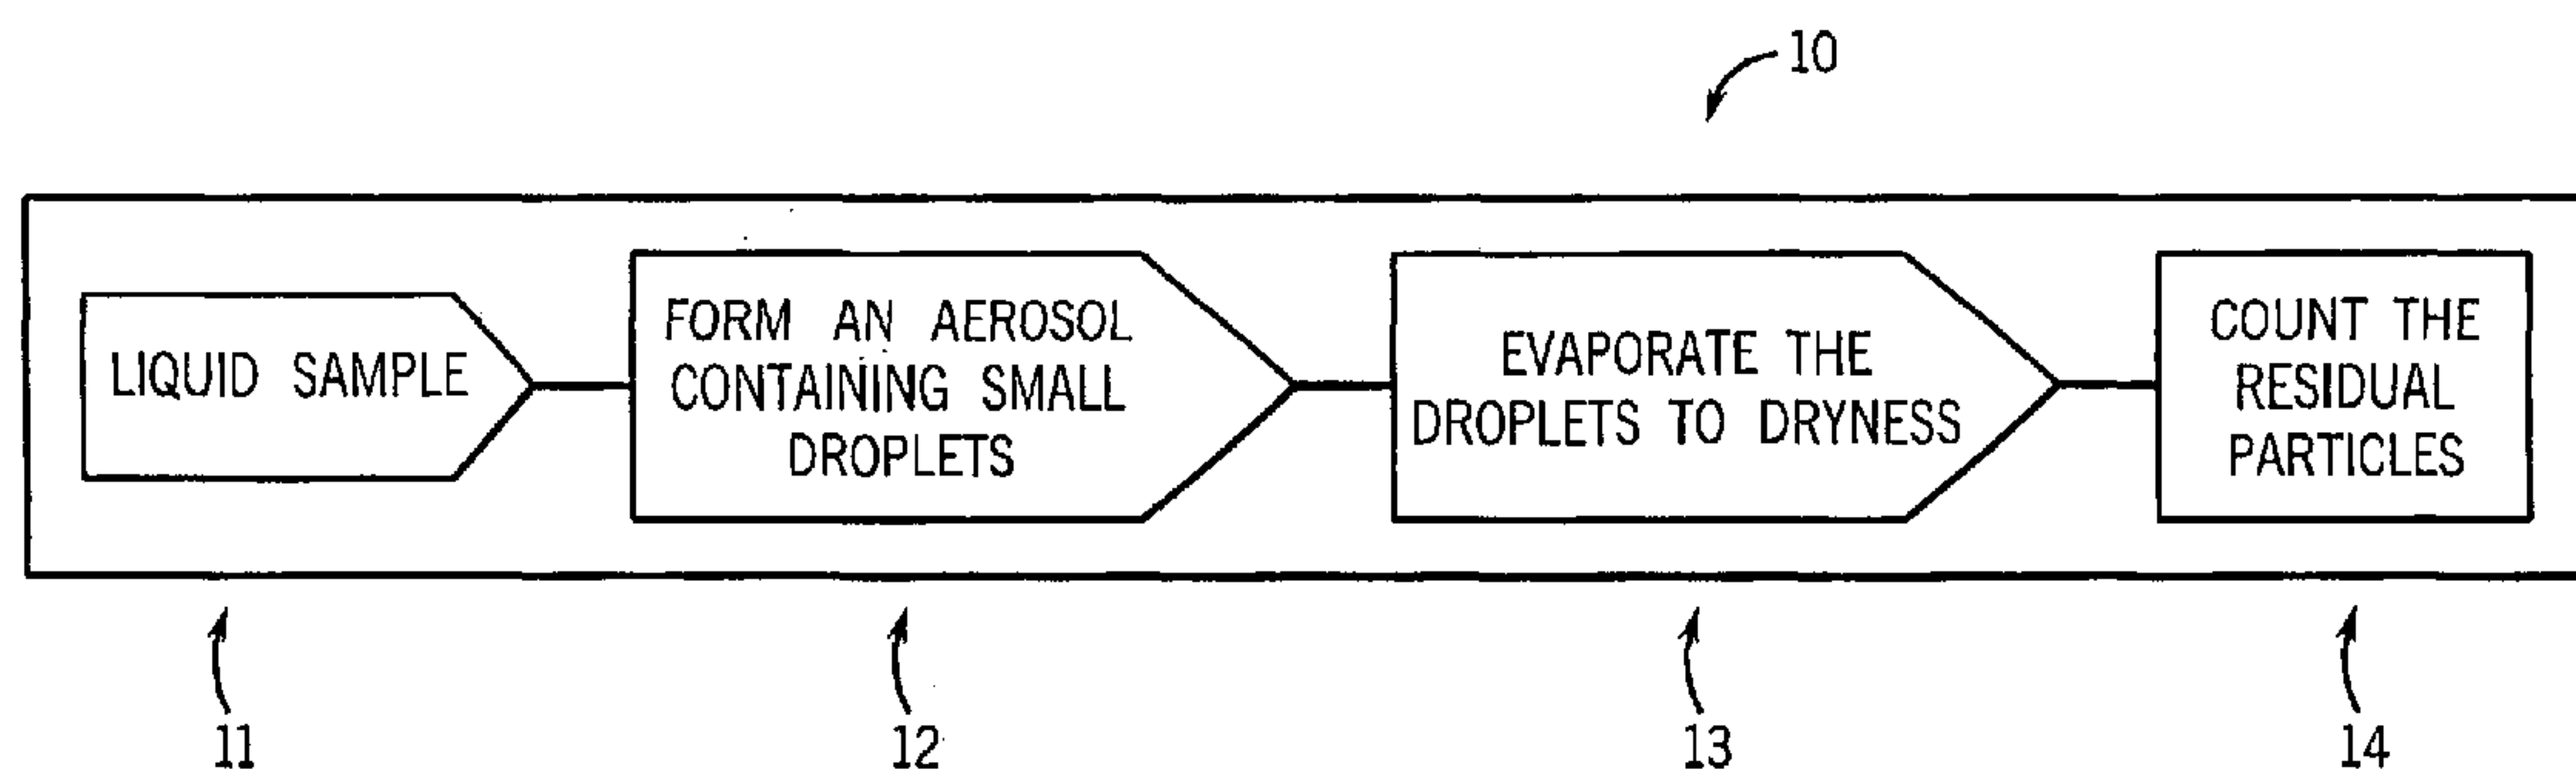 10
LIQUID SAMPLE
FORM AN AEROSOL
CONTAINING SMALL
DROPLETS
EVAPORATE THE
DROPLETS TO DRYNESS
COUNT THE
RESIDUAL
PARTICLES
11
12
13
14